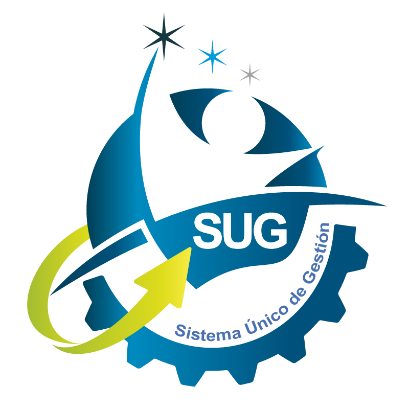 SUG
Sistema Único de Gestión